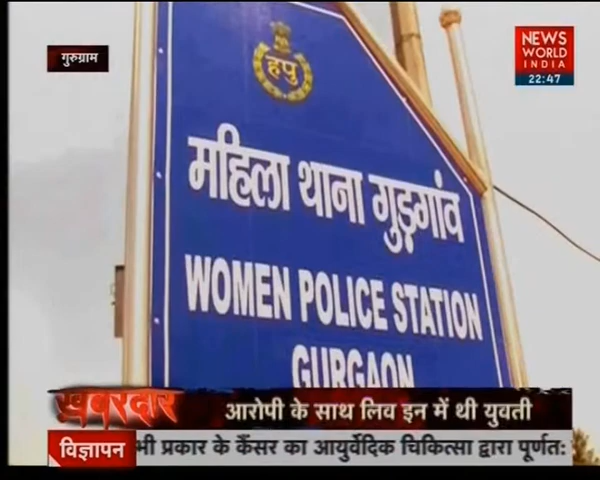 गुरुग्राम
NEWS
WORLD
INDIA
22:47
हपु
महिला थाना गुड़गांव
WOMEN POLICE STATION
GURGAON
ख़बरदार
आरोपी के साथ लिव इन में थी युवती
विज्ञापन
भी प्रकार के कैंसर का आयुर्वेदिक चिकित्सा द्वारा पूर्णत: